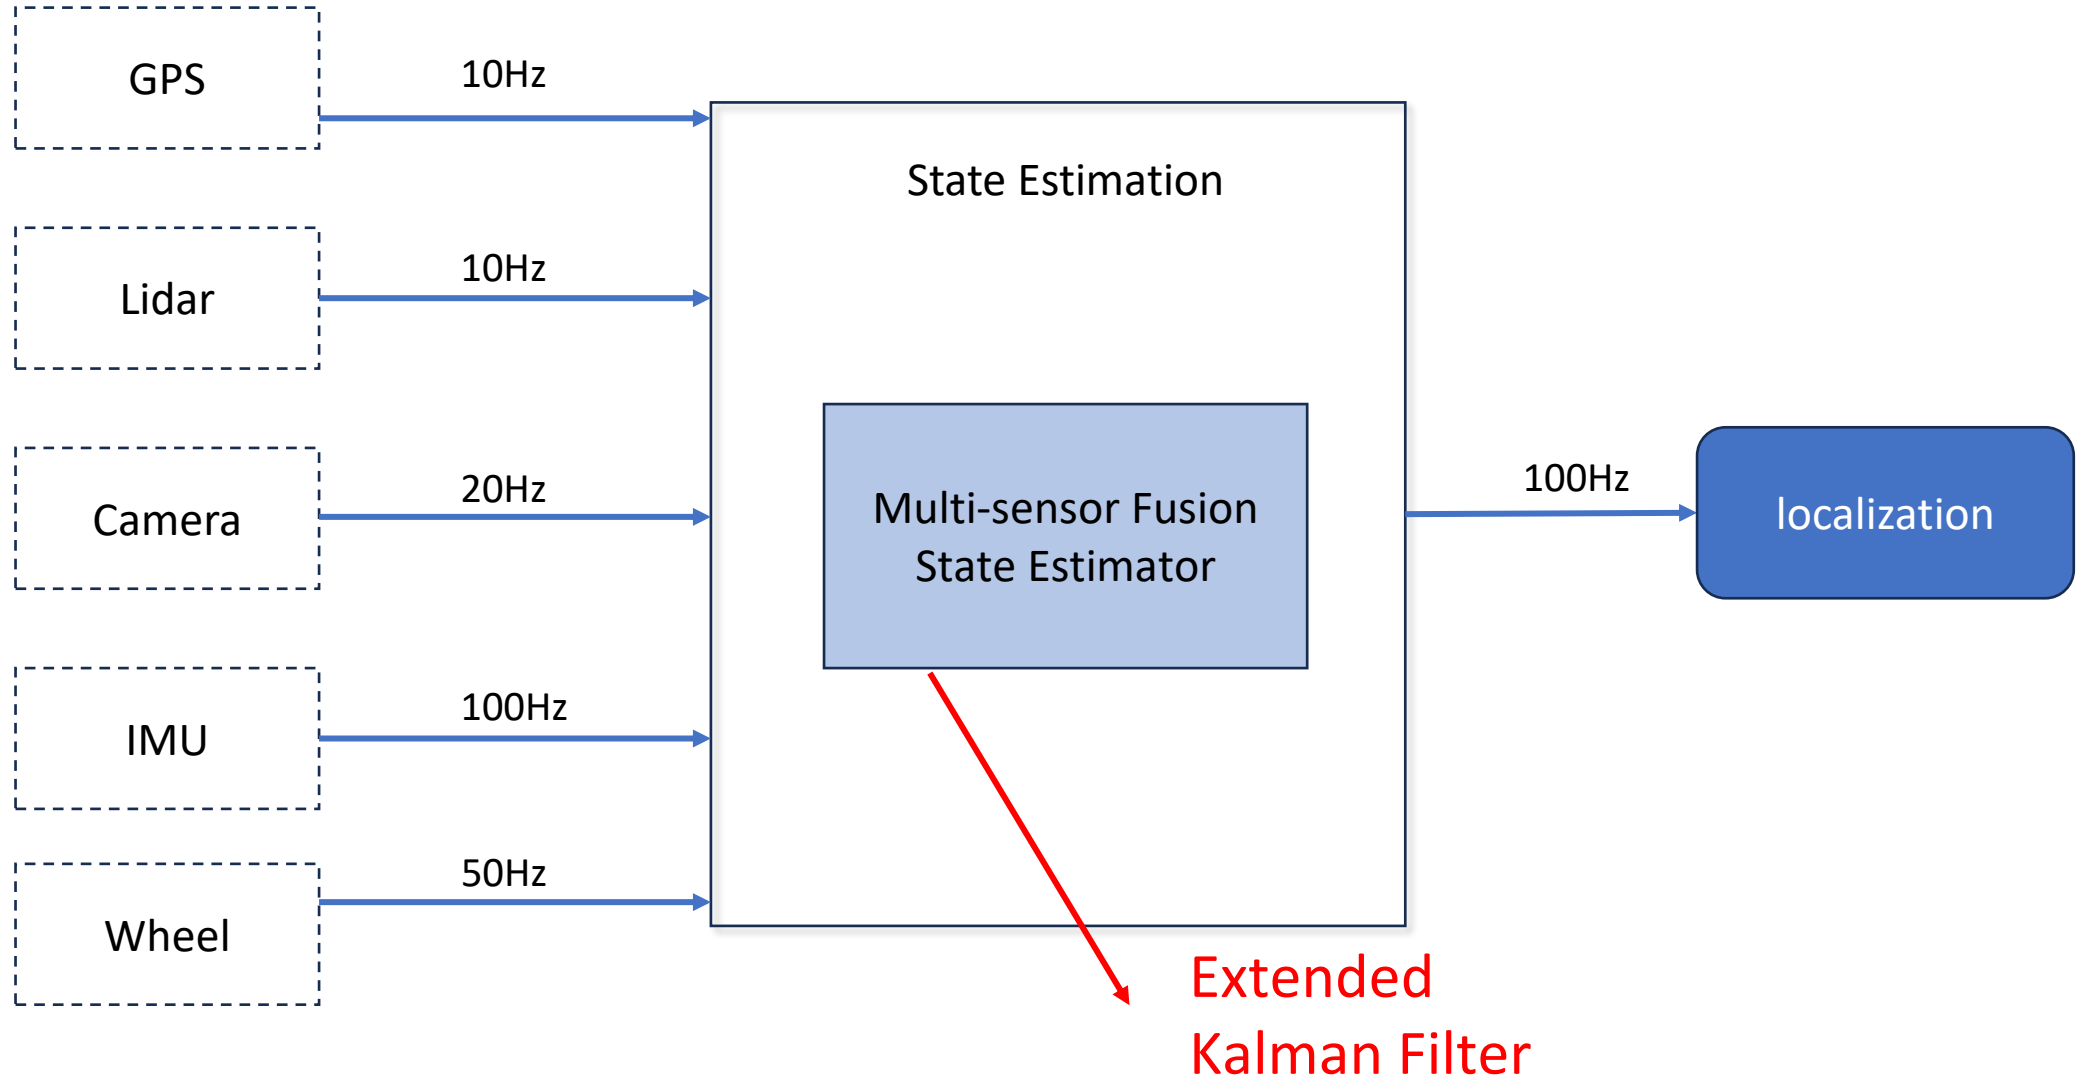 GPS
10Hz
State Estimation
Lidar
10Hz
Camera
20Hz
Multi-sensor Fusion
State Estimator
100Hz
localization
IMU
100Hz
Wheel
50Hz
Extended
Kalman Filter